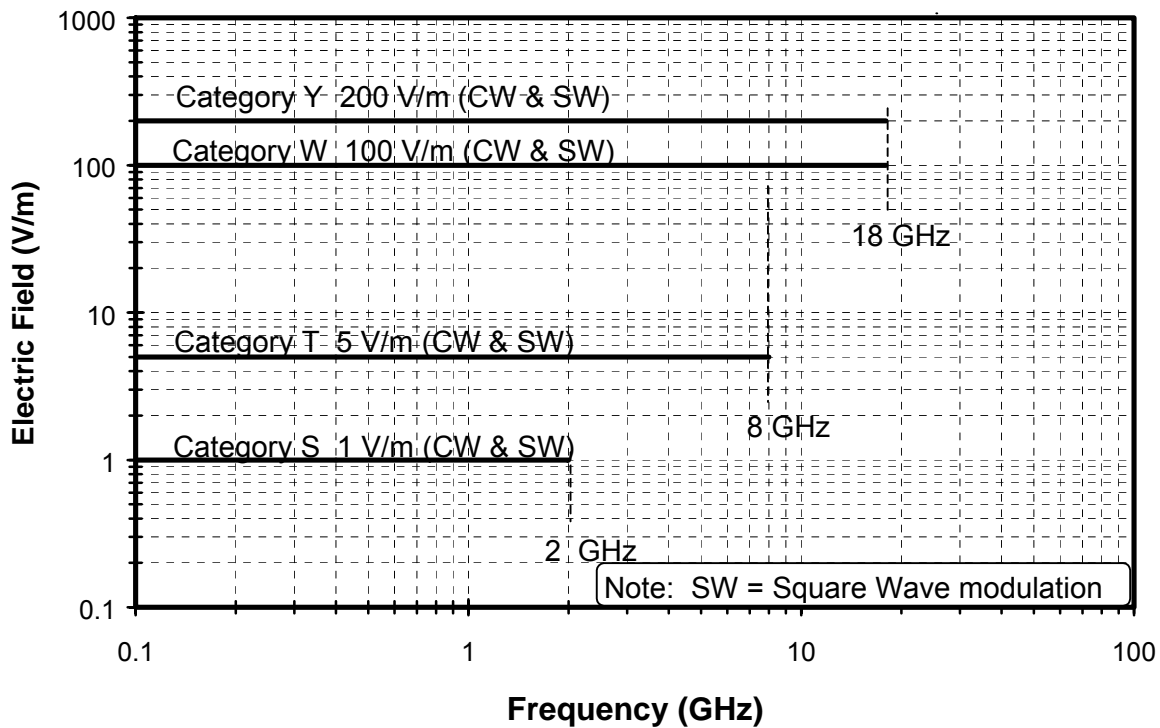 1000
Category Y 200 V/m (CW & SW)
Category W 100 V/m (CW & SW)
100
18 GHz
Electric Field (V/m)
10
Category T 5 V/m (CW & SW)
8 GHz
Category S 1 V/m (CW & SW)
1
2 GHz
Note: SW = Square Wave modulation
0.1
0.1 1 10 100
Frequency (GHz)